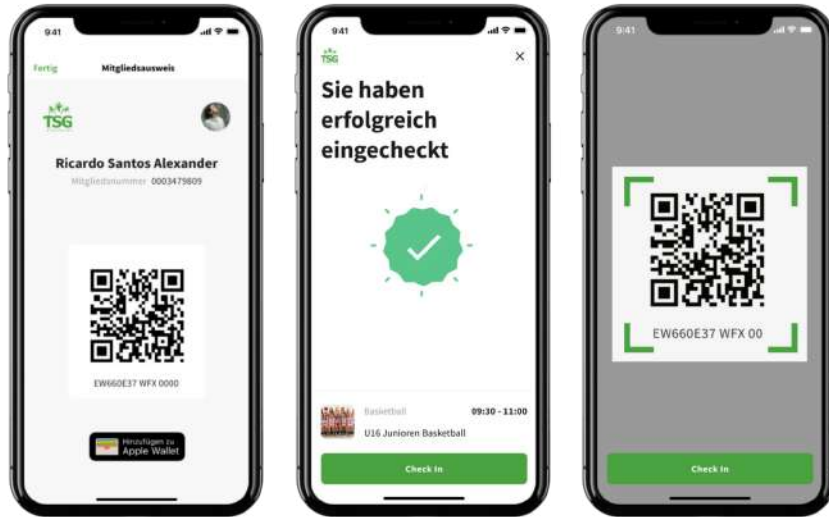 9:41
Fertig
Mitgliedsausweis
TSG
Ricardo Santos Alexander
Mitgliedsnummer 0003479809
EW660E37 WFX 0000
Hinzufügen zu
Apple Wallet
9:41
TSG
Sie haben
erfolgreich
eingecheckt
Basketball
09:30 - 11:00
U16 Junioren Basketball
Check In
9:41
EW660E37 WFX 00
Check In